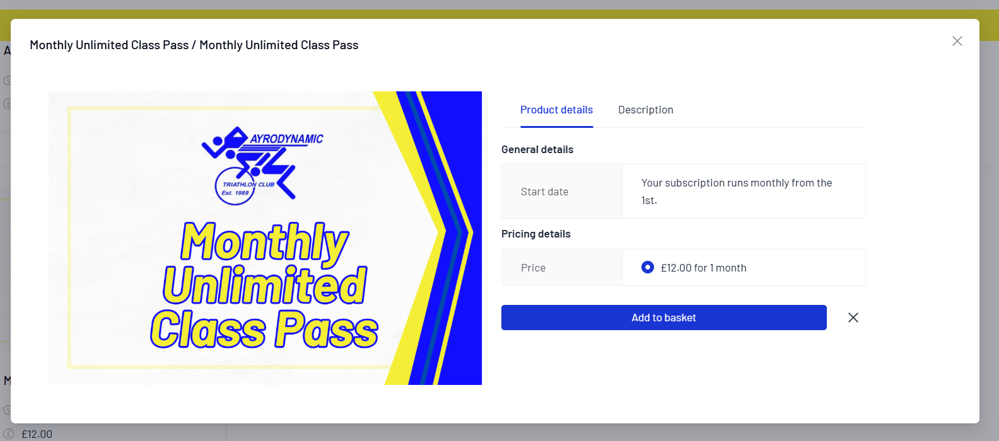 Monthly Unlimited Class Pass / Monthly Unlimited Class Pass
AYRODYNAMIC
TRIATHLON CLUB
Est. 1989
Monthly
Unlimited
Class Pass
Product details
Description
General details
Start date
Your subscription runs monthly from the
1st.
Pricing details
Price
£12.00 for 1 month
Add to basket
A
M
£12.00